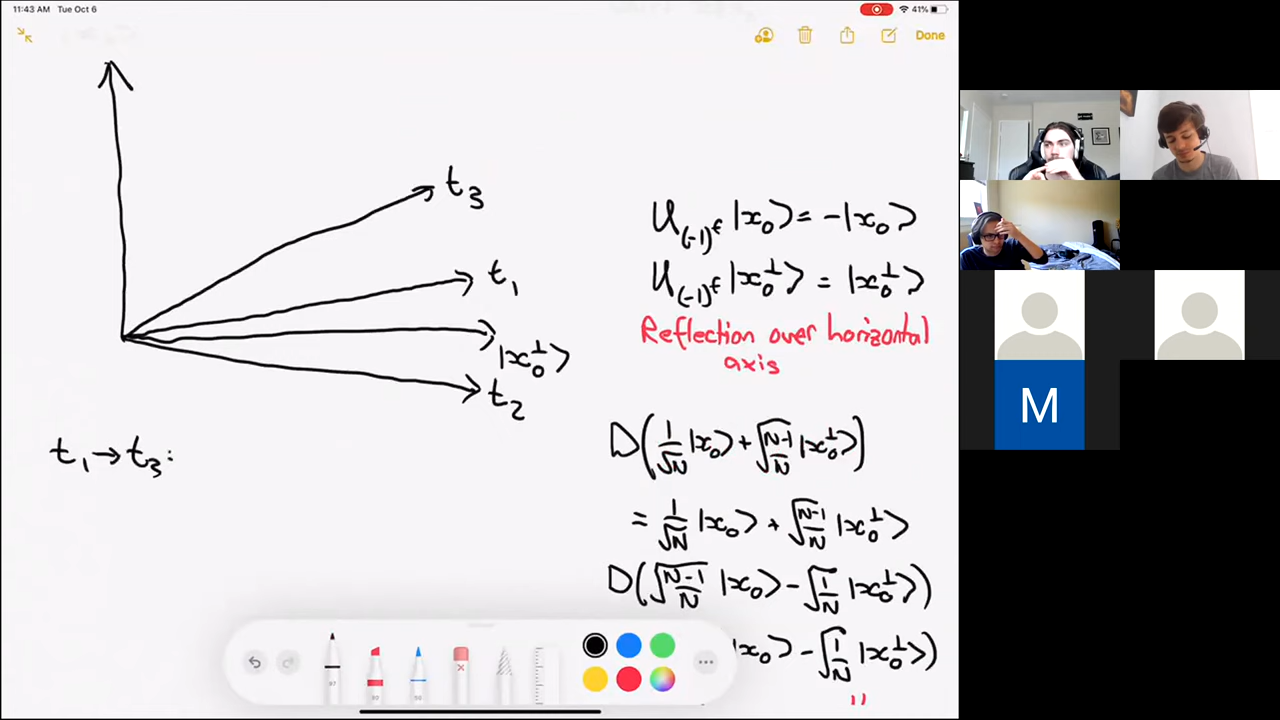 11:43 AM Tue Oct 6
41%
Done
t₃
t₁
|x₀^⊥⟩
t₂
t₁→t₃:
U_(-1)^f |x₀⟩ = -|x₀⟩
U_(-1)^f |x₀^⊥⟩ = |x₀^⊥⟩
Reflection over horizontal
axis
D(1/√N |x₀⟩ + √(N-1/N) |x₀^⊥⟩)
= 1/√N |x₀⟩ + √(N-1/N) |x₀^⊥⟩
D(√(N-1/N) |x₀⟩ - √(1/N) |x₀^⊥⟩)
x₀⟩ - √(1/N) |x₀^⊥⟩)
M